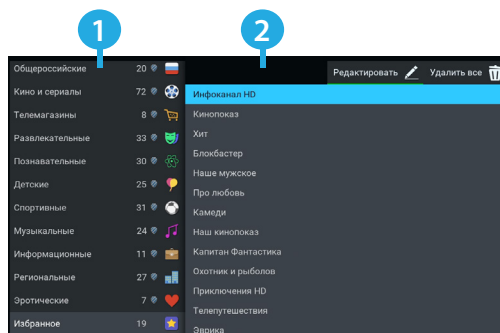 1
2
Общероссийские 20
Кино и сериалы 72
Телемагазины 8
Развлекательные 33
Познавательные 30
Детские 25
Спортивные 31
Музыкальные 24
Информационные 11
Региональные 27
Эротические 7
Избранное 19
Редактировать Удалить все
Инфоканал HD
Кинопоказ
Хит
Блокбастер
Наше мужское
Про любовь
Камеди
Наш кинопоказ
Капитан Фантастика
Охотник и рыболов
Приключения HD
Телепутешествия
Эврика